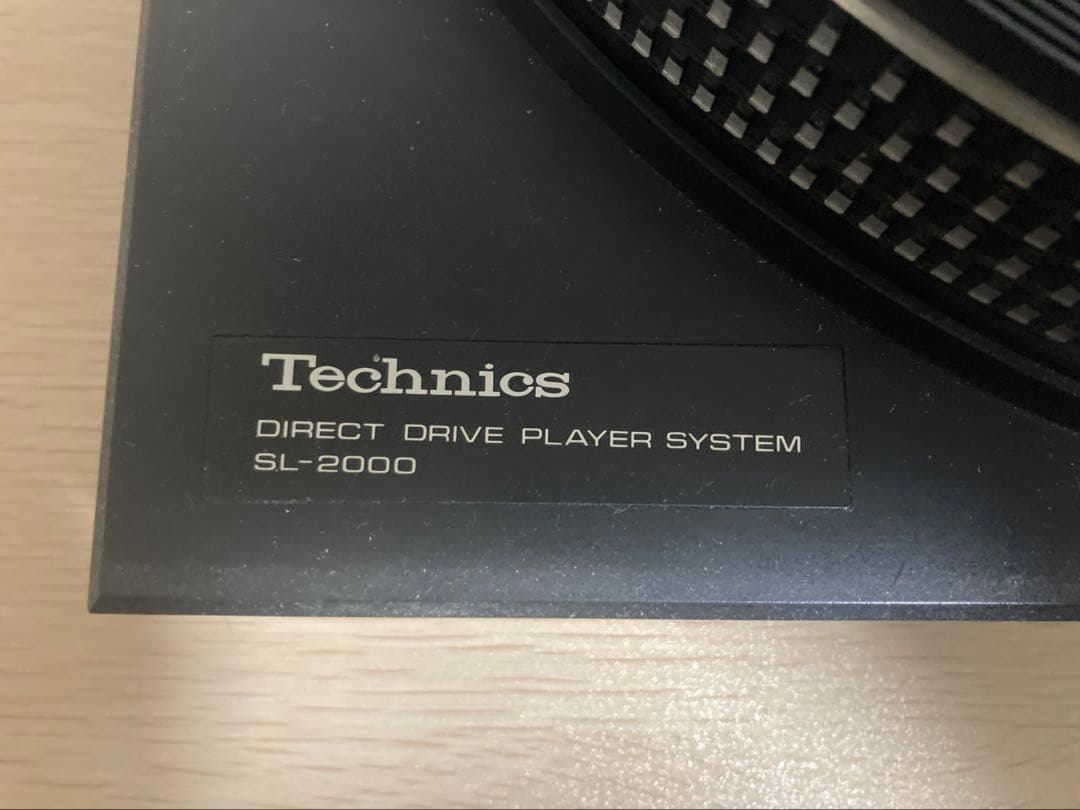 Technics
DIRECT DRIVE PLAYER SYSTEM
SL-2000